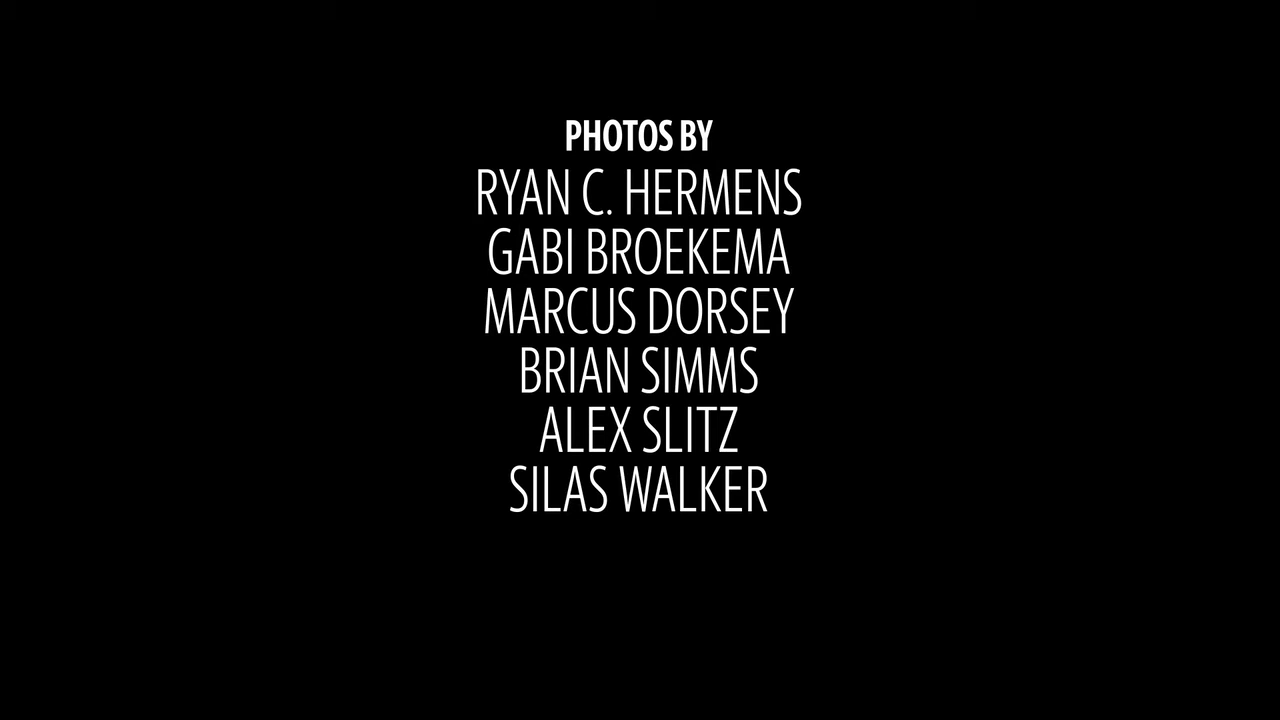 PHOTOS BY
RYAN C. HERMENS
GABI BROEKEMA
MARCUS DORSEY
BRIAN SIMMS
ALEX SLITZ
SILAS WALKER